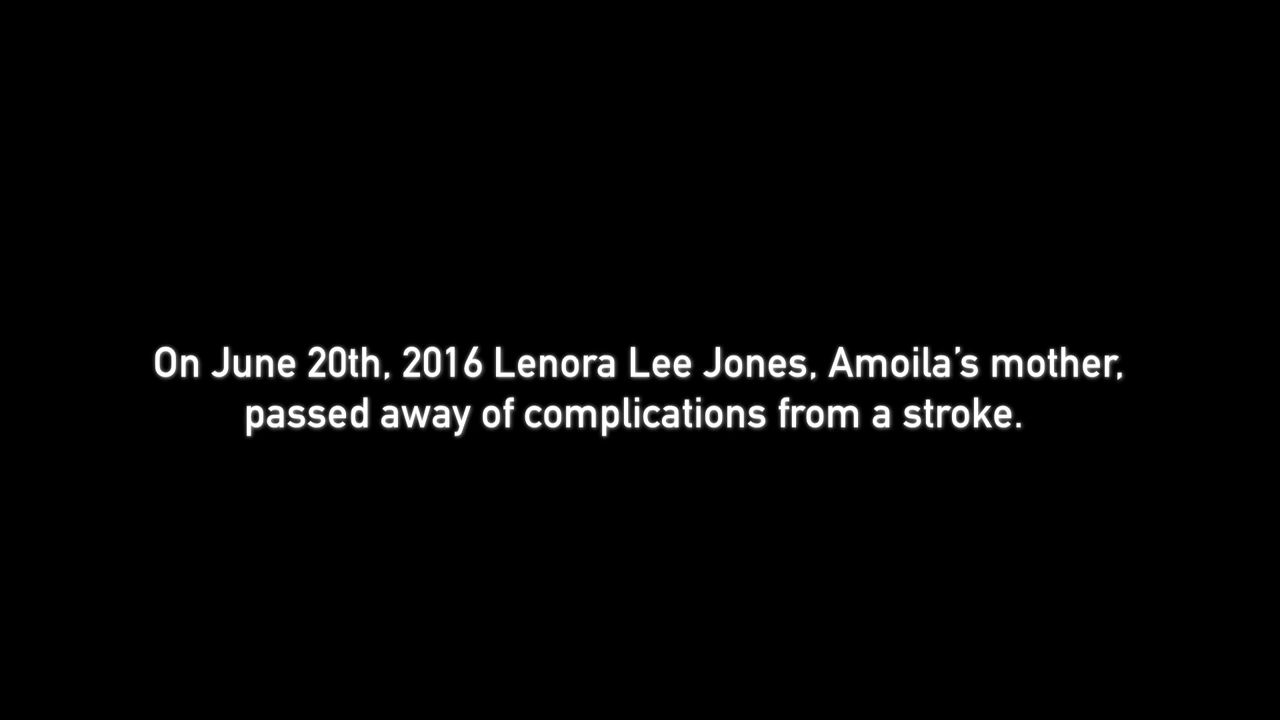 On June 20th, 2016 Lenora Lee Jones, Amoila’s mother,
passed away of complications from a stroke.